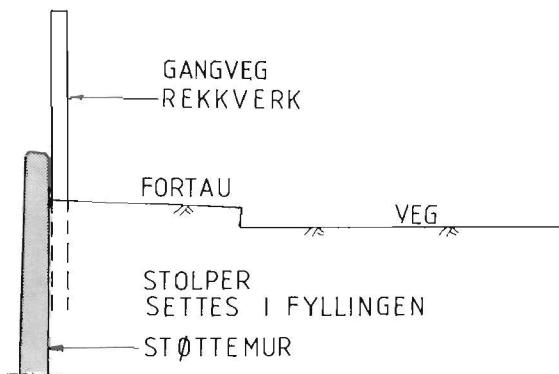 GANGVEG
REKKVERK
FORTAU
VEG
STOLPER
SETTES I FYLLINGEN
STØTTEMUR